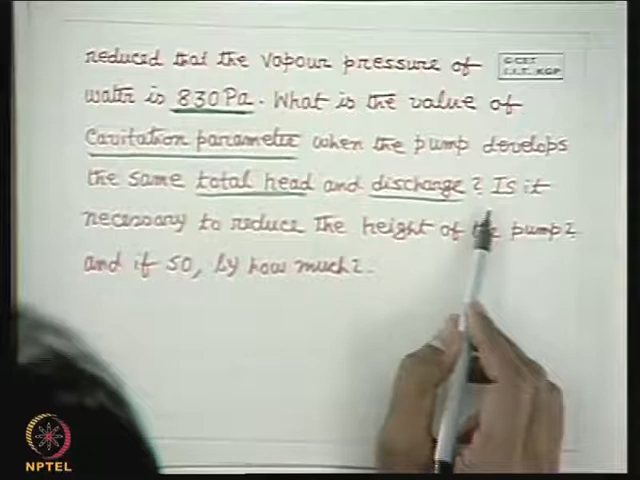 reduced that the vapour pressure of
water is 830 Pa. What is the value of
Cavitation parameter when the pump develops
the same total head and discharge? Is it
necessary to reduce the height of the pump?
and if so, by how much?
G CET
I.I.T. KGP
NPTEL